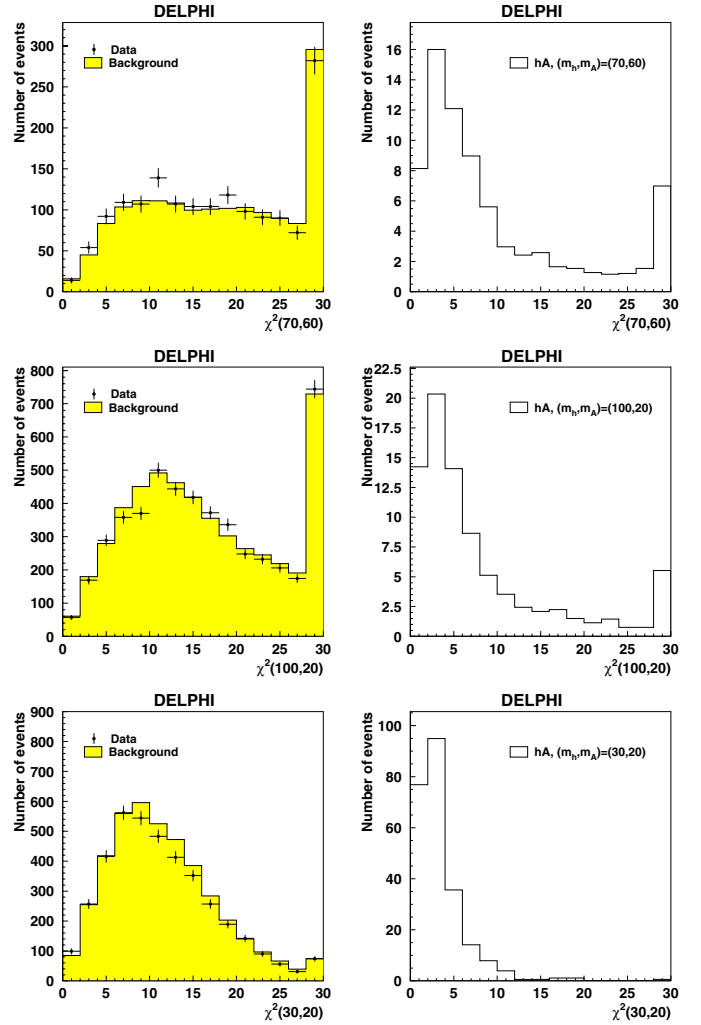 DELPHI
Number of events
Data
Background
300
250
200
150
100
50
0
0 5 10 15 20 25 30
χ²(70,60)
DELPHI
Number of events
hA, (mₕ,m_A)=(70,60)
16
14
12
10
8
6
4
2
0
0 5 10 15 20 25 30
χ²(70,60)
DELPHI
Number of events
Data
Background
800
700
600
500
400
300
200
100
0
0 5 10 15 20 25 30
χ²(100,20)
DELPHI
Number of events
hA, (mₕ,m_A)=(100,20)
22.5
20
17.5
15
12.5
10
7.5
5
2.5
0
0 5 10 15 20 25 30
χ²(100,20)
DELPHI
Number of events
Data
Background
900
800
700
600
500
400
300
200
100
0
0 5 10 15 20 25 30
χ²(30,20)
DELPHI
Number of events
hA, (mₕ,m_A)=(30,20)
100
80
60
40
20
0
0 5 10 15 20 25 30
χ²(30,20)